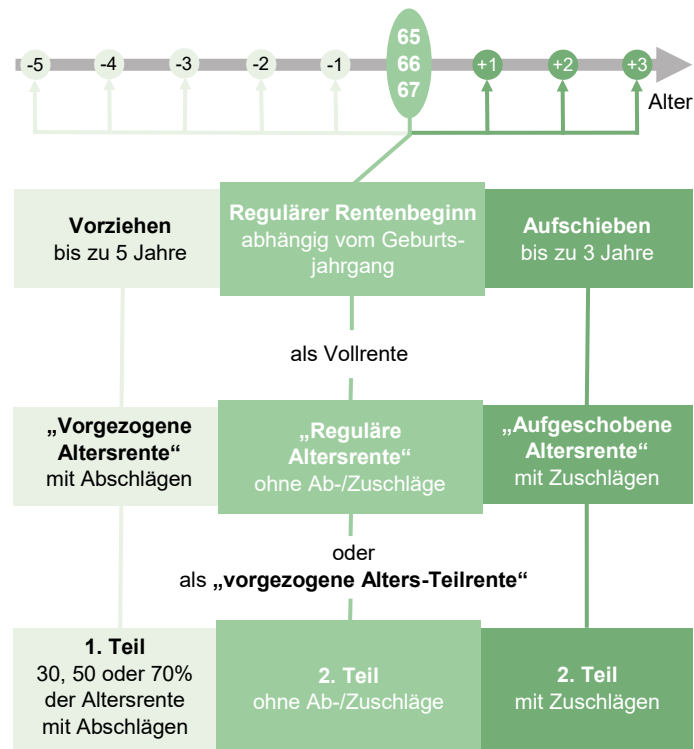 65
66
67
-5 -4 -3 -2 -1 +1 +2 +3
Alter
Vorziehen
bis zu 5 Jahre
Regulärer Rentenbeginn
abhängig vom Geburts-
jahrgang
Aufschieben
bis zu 3 Jahre
als Vollrente
„Vorgezogene
Altersrente“
mit Abschlägen
„Reguläre
Altersrente“
ohne Ab-/Zuschläge
„Aufgeschobene
Altersrente“
mit Zuschlägen
oder
als „vorgezogene Alters-Teilrente“
1. Teil
30, 50 oder 70%
der Altersrente
mit Abschlägen
2. Teil
ohne Ab-/Zuschläge
2. Teil
mit Zuschlägen